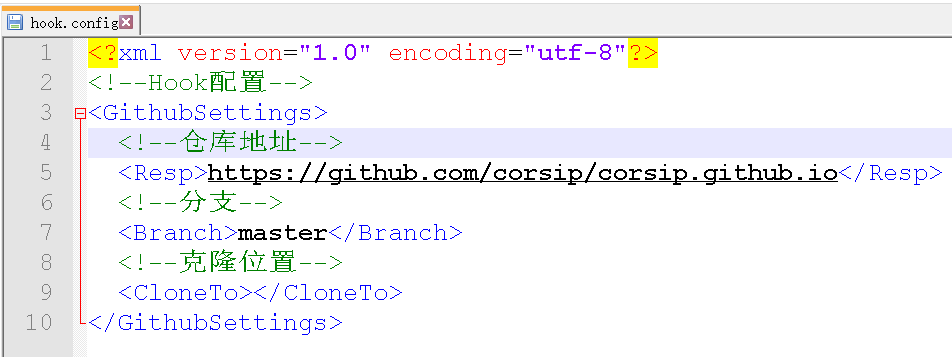 hook.config
1 <?xml version="1.0" encoding="utf-8"?>
2 <!--Hook配置-->
3 <GithubSettings>
4 <!--仓库地址-->
5 <Resp>https://github.com/corsip/corsip.github.io</Resp>
6 <!--分支-->
7 <Branch>master</Branch>
8 <!--克隆位置-->
9 <CloneTo></CloneTo>
10 </GithubSettings>